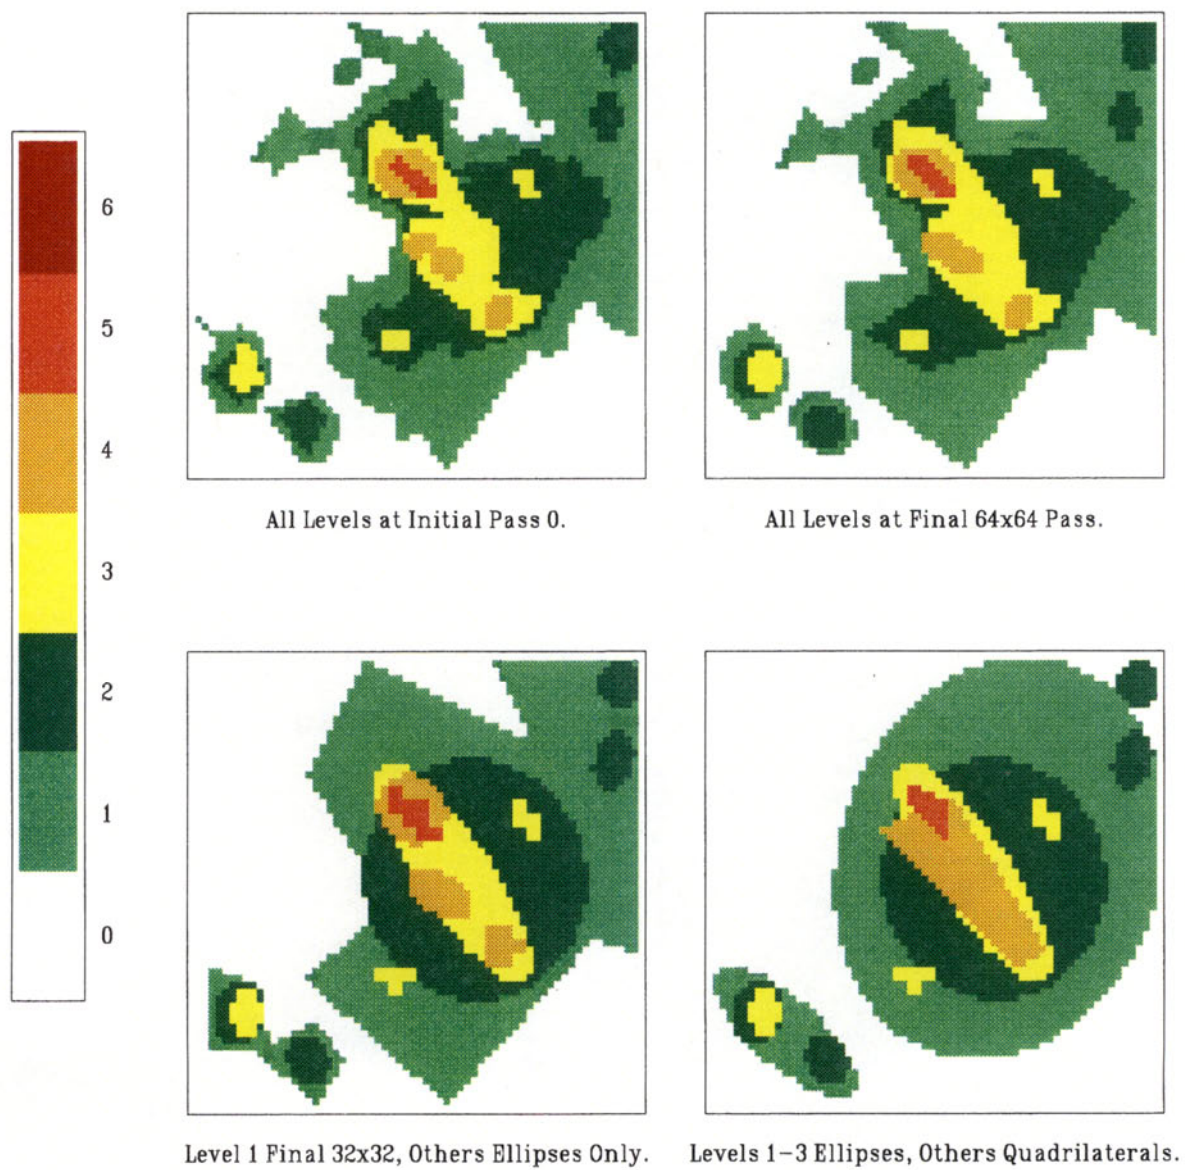 6
5
4
3
2
1
0
All Levels at Initial Pass 0.
All Levels at Final 64x64 Pass.
Level 1 Final 32x32, Others Ellipses Only.
Levels 1-3 Ellipses, Others Quadrilaterals.